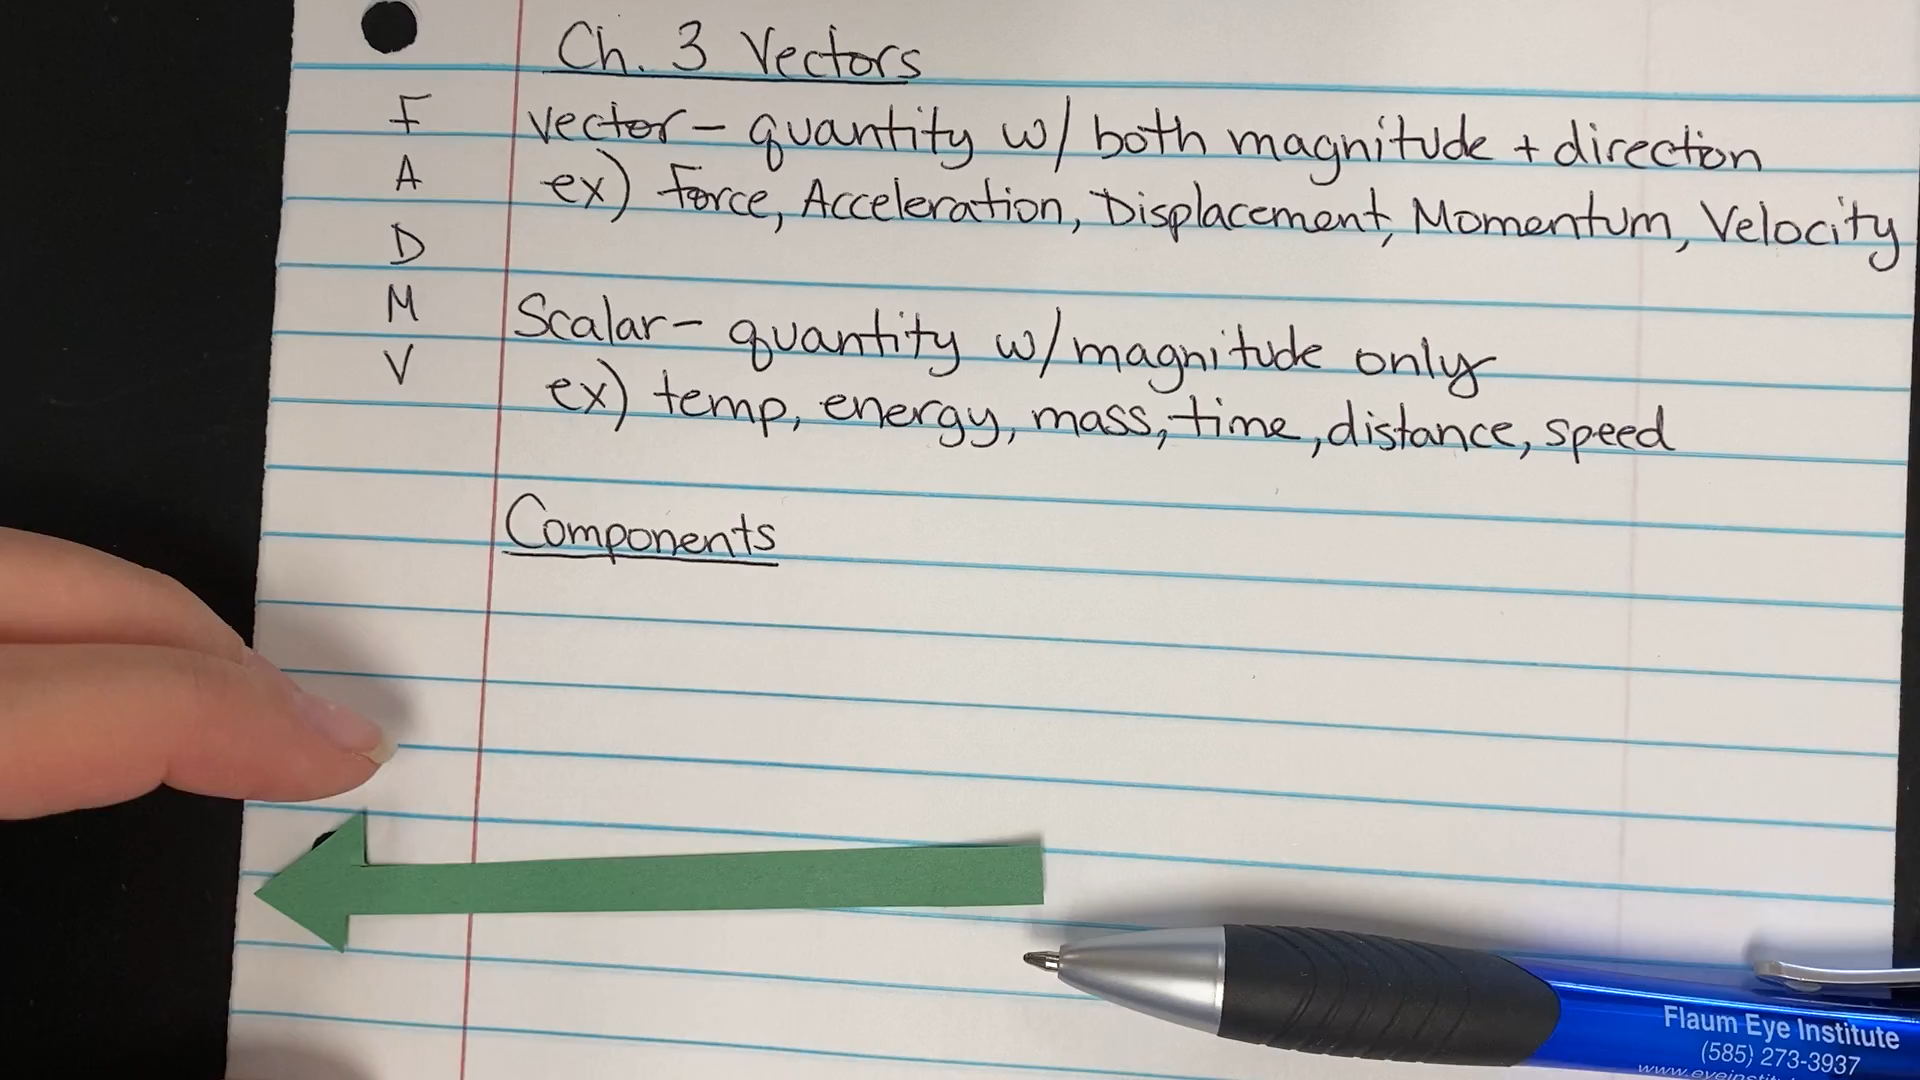 Ch. 3 Vectors
F
vector - quantity w/ both magnitude + direction
A
ex) Force, Acceleration, Displacement, Momentum, Velocity
D
M
Scalar - quantity w/ magnitude only
V
ex) temp, energy, mass, time, distance, speed
Components
Flaum Eye Institute
(585) 273-3937